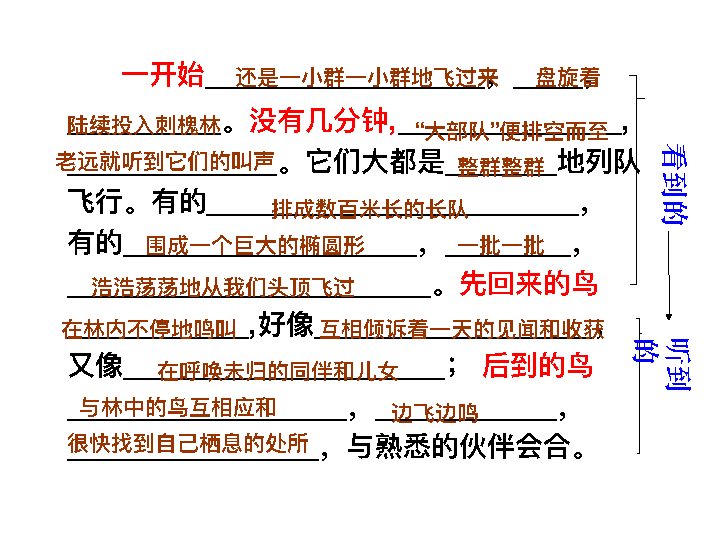 一开始还是一小群一小群地飞过来，盘旋着，
陆续投入刺槐林。没有几分钟,“大部队”便排空而至，
老远就听到它们的叫声。它们大都是整群整群地列队
飞行。有的排成数百米长的长队，
有的围成一个巨大的椭圆形，一批一批，
浩浩荡荡地从我们头顶飞过。先回来的鸟
在林内不停地鸣叫,好像互相倾诉着一天的见闻和收获，
又像在呼唤未归的同伴和儿女；后到的鸟
与林中的鸟互相应和，边飞边鸣，
很快找到自己栖息的处所，与熟悉的伙伴会合。
看到的
听到的